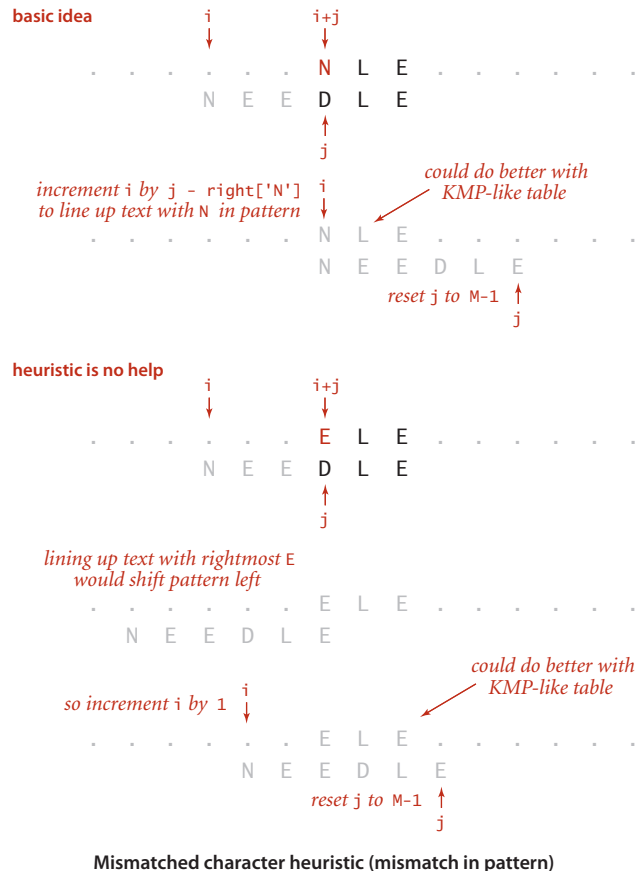 basic idea
i i+j
. . . . . . N L E . . . . . .
N E E D L E
j
could do better with
KMP-like table
increment i by j - right['N']
to line up text with N in pattern
i
. . . . . . N L E . . . . . .
N E E D L E
reset j to M-1
j
heuristic is no help
i i+j
. . . . . . E L E . . . . . .
N E E D L E
j
lining up text with rightmost E
would shift pattern left
. . . . . . E L E . . . . . .
N E E D L E
could do better with
KMP-like table
i
so increment i by 1
. . . . . . E L E . . . . . .
N E E D L E
reset j to M-1
j
Mismatched character heuristic (mismatch in pattern)